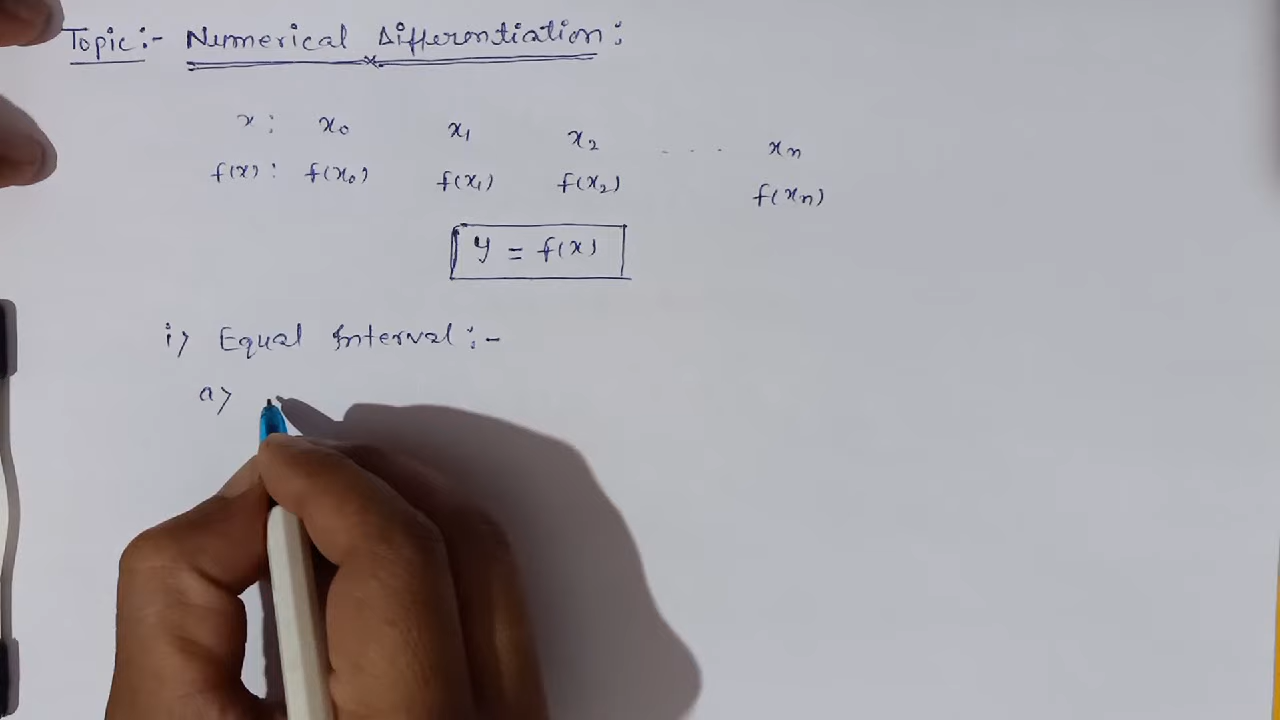 Topic:- Numerical Differentiation:
x: x0 x1 x2 ... xn
f(x): f(x0) f(x1) f(x2) f(xn)
y = f(x)
i) Equal Interval:-
a)